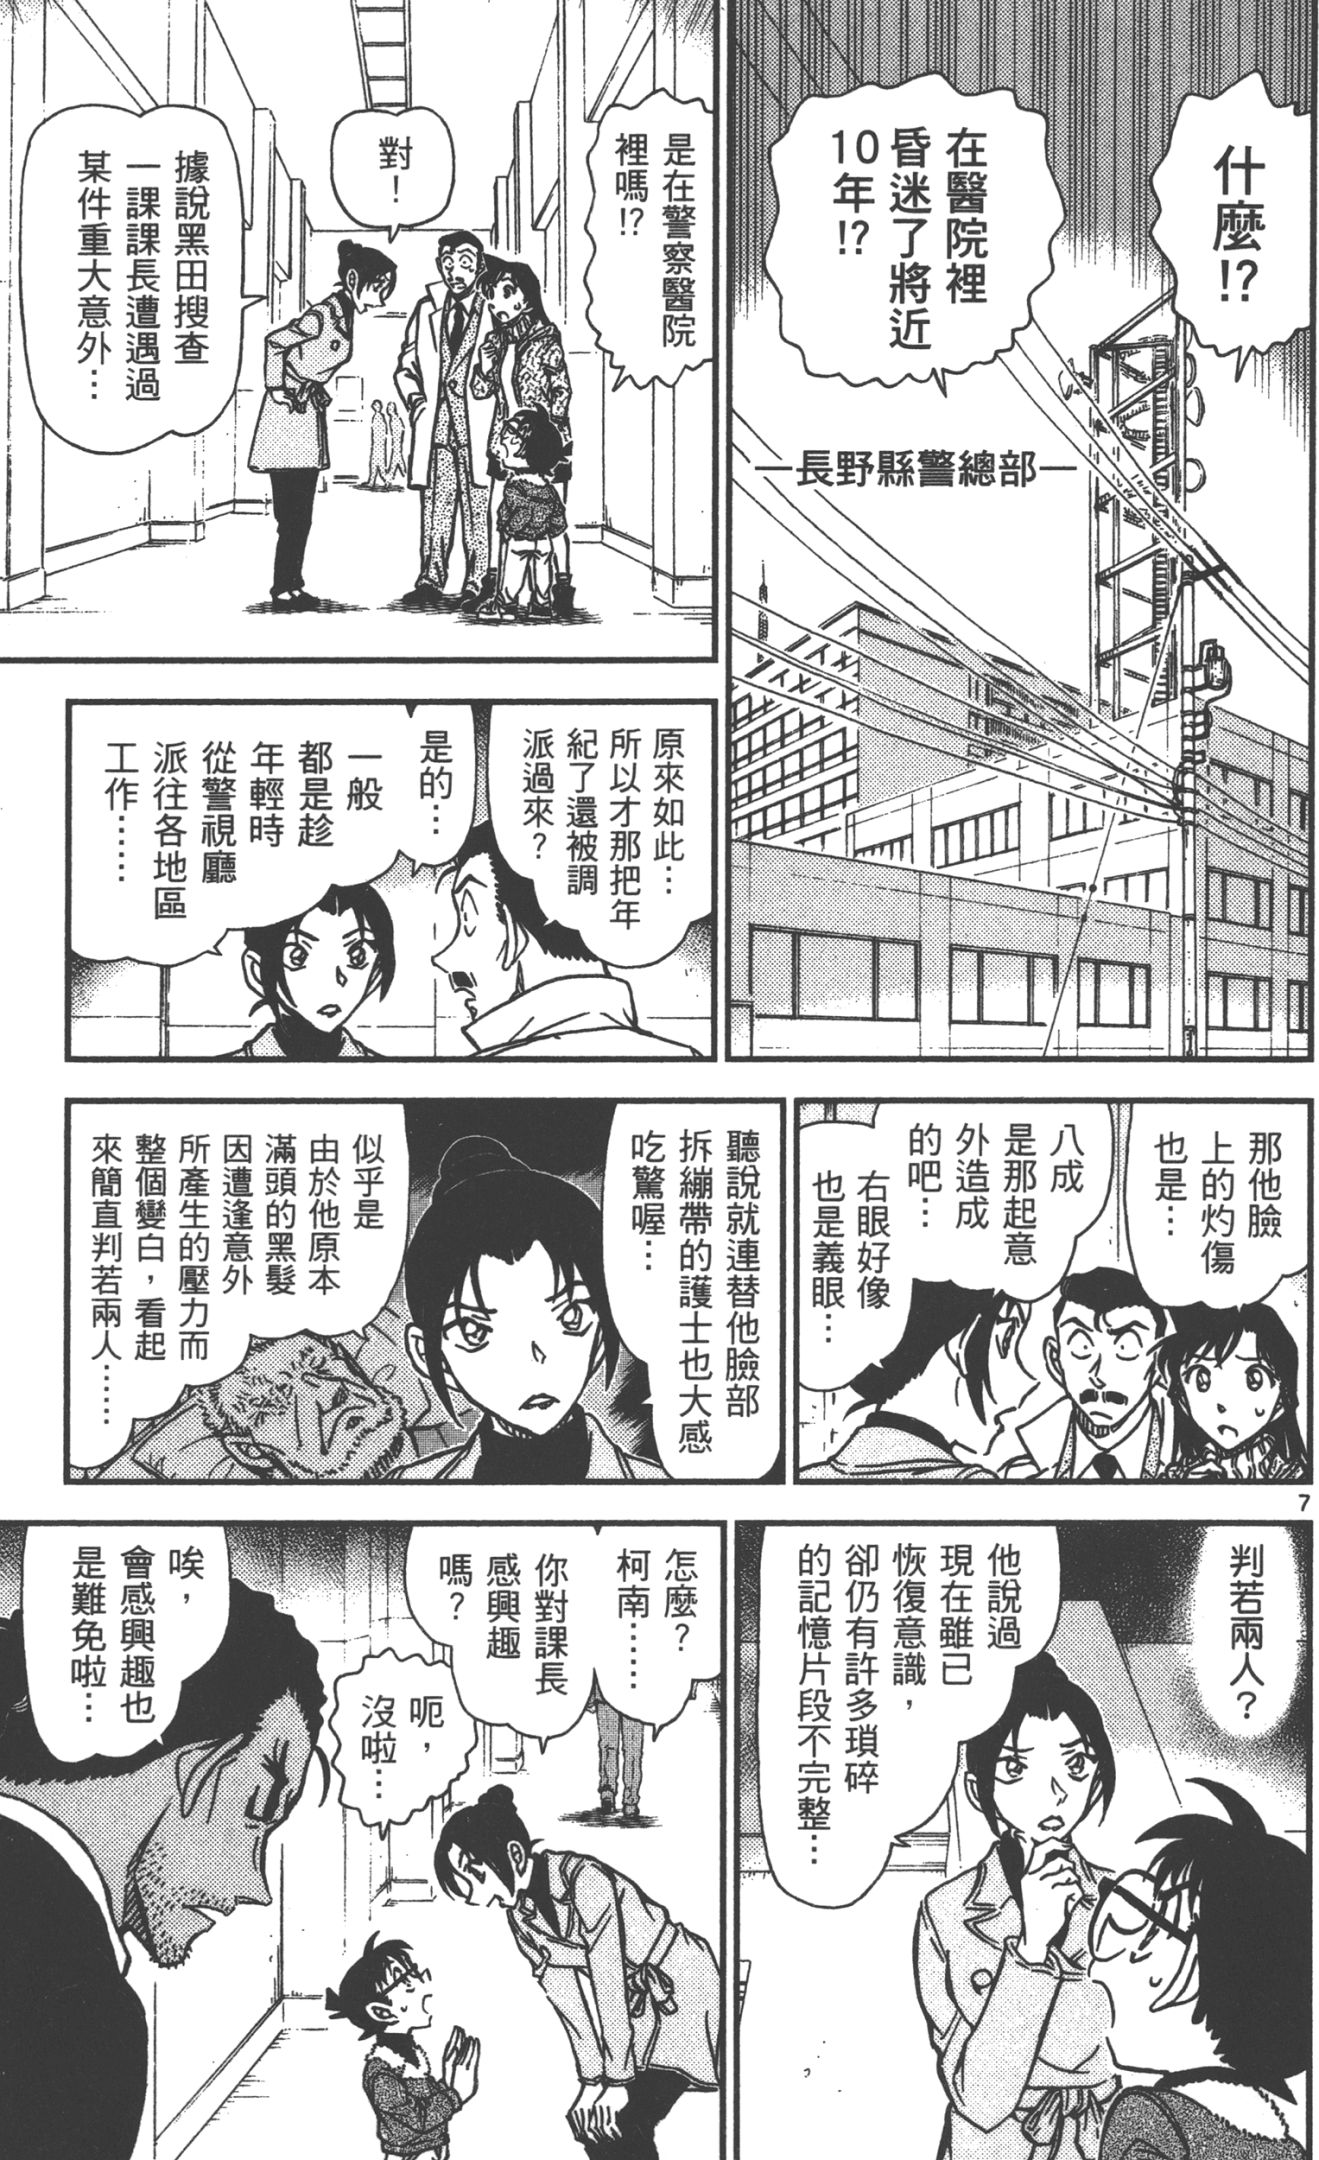 什麼!?
在醫院裡
昏迷了將近
10年!?
—長野縣警總部—
是在警察醫院
裡嗎!?
對！
據說黑田搜查
一課課長遭遇過
某件重大意外…
原來如此…
所以才那把年
紀了還被調
派過來？
是的…
一般
都是趁
年輕時
從警視廳
派往各地區
工作……
那他臉
上的灼傷
也是…
八成
是那起意
外造成
的吧…
右眼好像
也是義眼…
聽說就連替他臉部
拆繃帶的護士也大感
吃驚喔…
似乎是
由於他原本
滿頭的黑髮
因遭逢意外
所產生的壓力而
整個變白，看起
來簡直判若兩人……
7
判若兩人？
他說過
現在雖已
恢復意識，
卻仍有許多瑣碎
的記憶片段不完整…
怎麼？
柯南……
你對課長
感興趣
嗎？
呃，
沒啦…
唉，
會感興趣也
是難免啦…